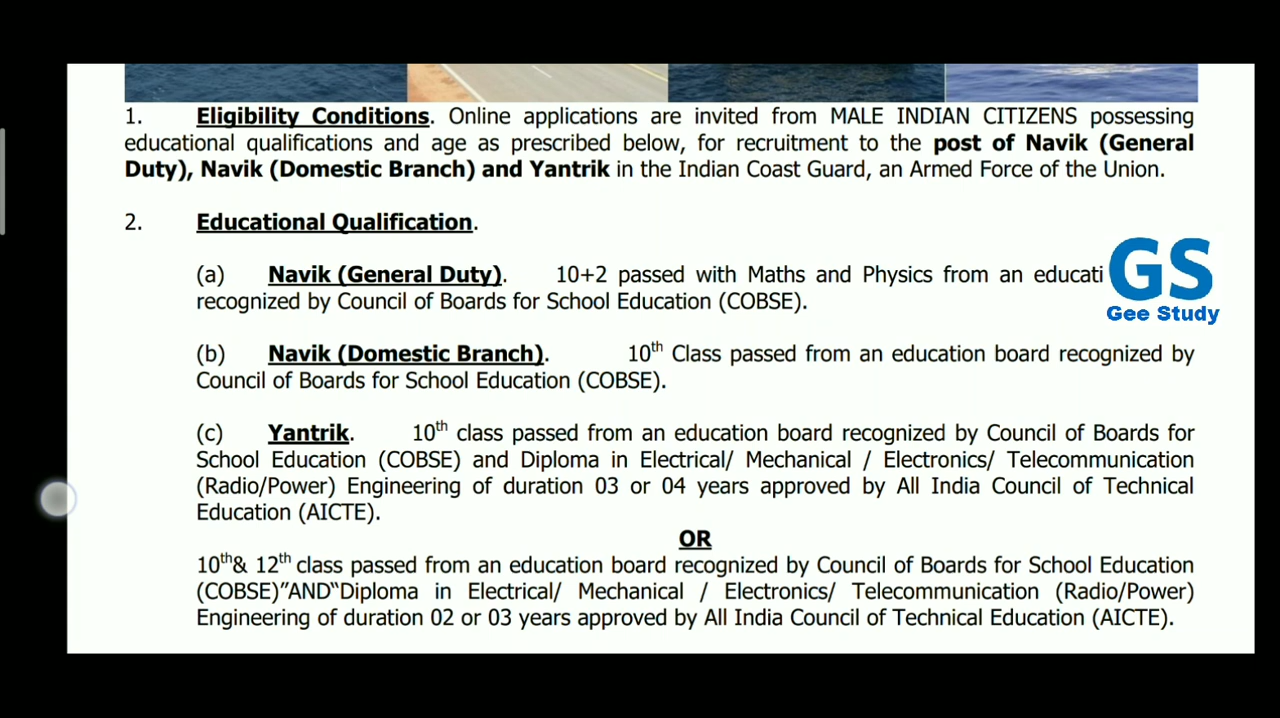 1. Eligibility Conditions. Online applications are invited from MALE INDIAN CITIZENS possessing
educational qualifications and age as prescribed below, for recruitment to the post of Navik (General
Duty), Navik (Domestic Branch) and Yantrik in the Indian Coast Guard, an Armed Force of the Union.
2. Educational Qualification.
(a) Navik (General Duty). 10+2 passed with Maths and Physics from an educati
recognized by Council of Boards for School Education (COBSE).
GS
Gee Study
(b) Navik (Domestic Branch). 10th Class passed from an education board recognized by
Council of Boards for School Education (COBSE).
(c) Yantrik. 10th class passed from an education board recognized by Council of Boards for
School Education (COBSE) and Diploma in Electrical/ Mechanical / Electronics/ Telecommunication
(Radio/Power) Engineering of duration 03 or 04 years approved by All India Council of Technical
Education (AICTE).
OR
10th& 12th class passed from an education board recognized by Council of Boards for School Education
(COBSE)”AND“Diploma in Electrical/ Mechanical / Electronics/ Telecommunication (Radio/Power)
Engineering of duration 02 or 03 years approved by All India Council of Technical Education (AICTE).